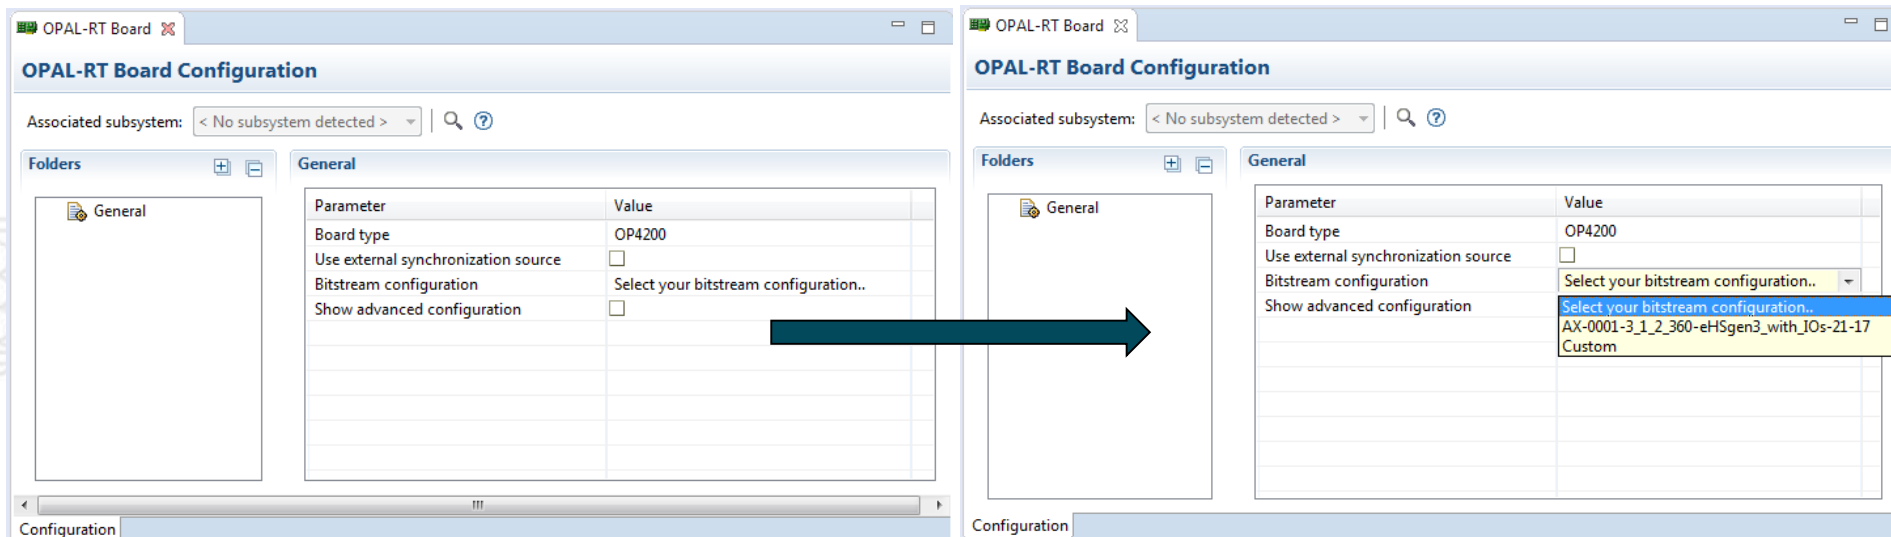 OPAL-RT Board
OPAL-RT Board Configuration
Associated subsystem: < No subsystem detected >
Folders
General
General
Parameter Value
Board type OP4200
Use external synchronization source
Bitstream configuration Select your bitstream configuration..
Show advanced configuration
Configuration
OPAL-RT Board
OPAL-RT Board Configuration
Associated subsystem: < No subsystem detected >
Folders
General
General
Parameter Value
Board type OP4200
Use external synchronization source
Bitstream configuration Select your bitstream configuration..
Show advanced configuration Select your bitstream configuration..
AX-0001-3_1_2_360-eHSgen3_with_IOs-21-17
Custom
Configuration